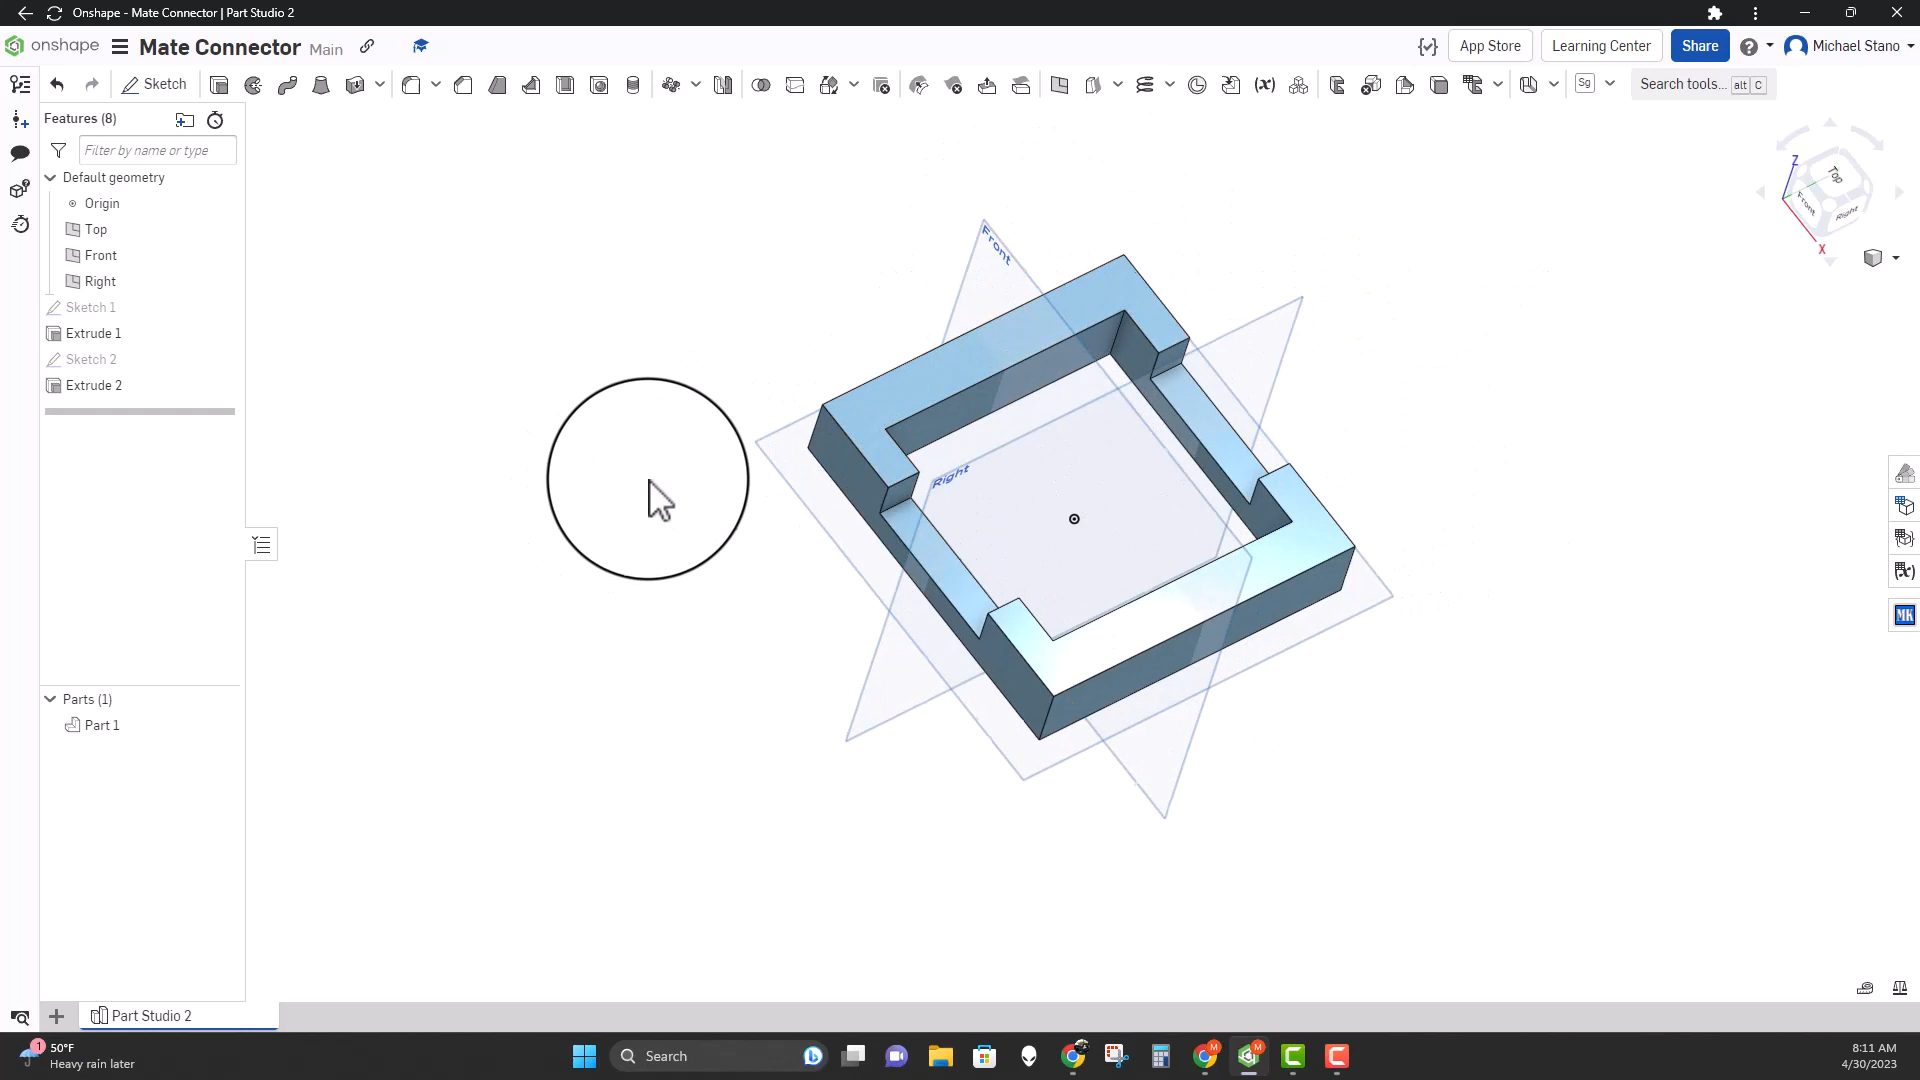 Onshape - Mate Connector | Part Studio 2
onshape
Mate Connector Main
App Store
Learning Center
Share
Michael Stano
Sketch
(x)
Sg
Search tools... alt C
Features (8)
Filter by name or type
Default geometry
Origin
Top
Front
Right
Sketch 1
Extrude 1
Sketch 2
Extrude 2
Parts (1)
Part 1
Front
Right
Z
Top
Front
Right
X
(x)
MK
Part Studio 2
1
50°F
Heavy rain later
Search
M
M
8:11 AM
4/30/2023